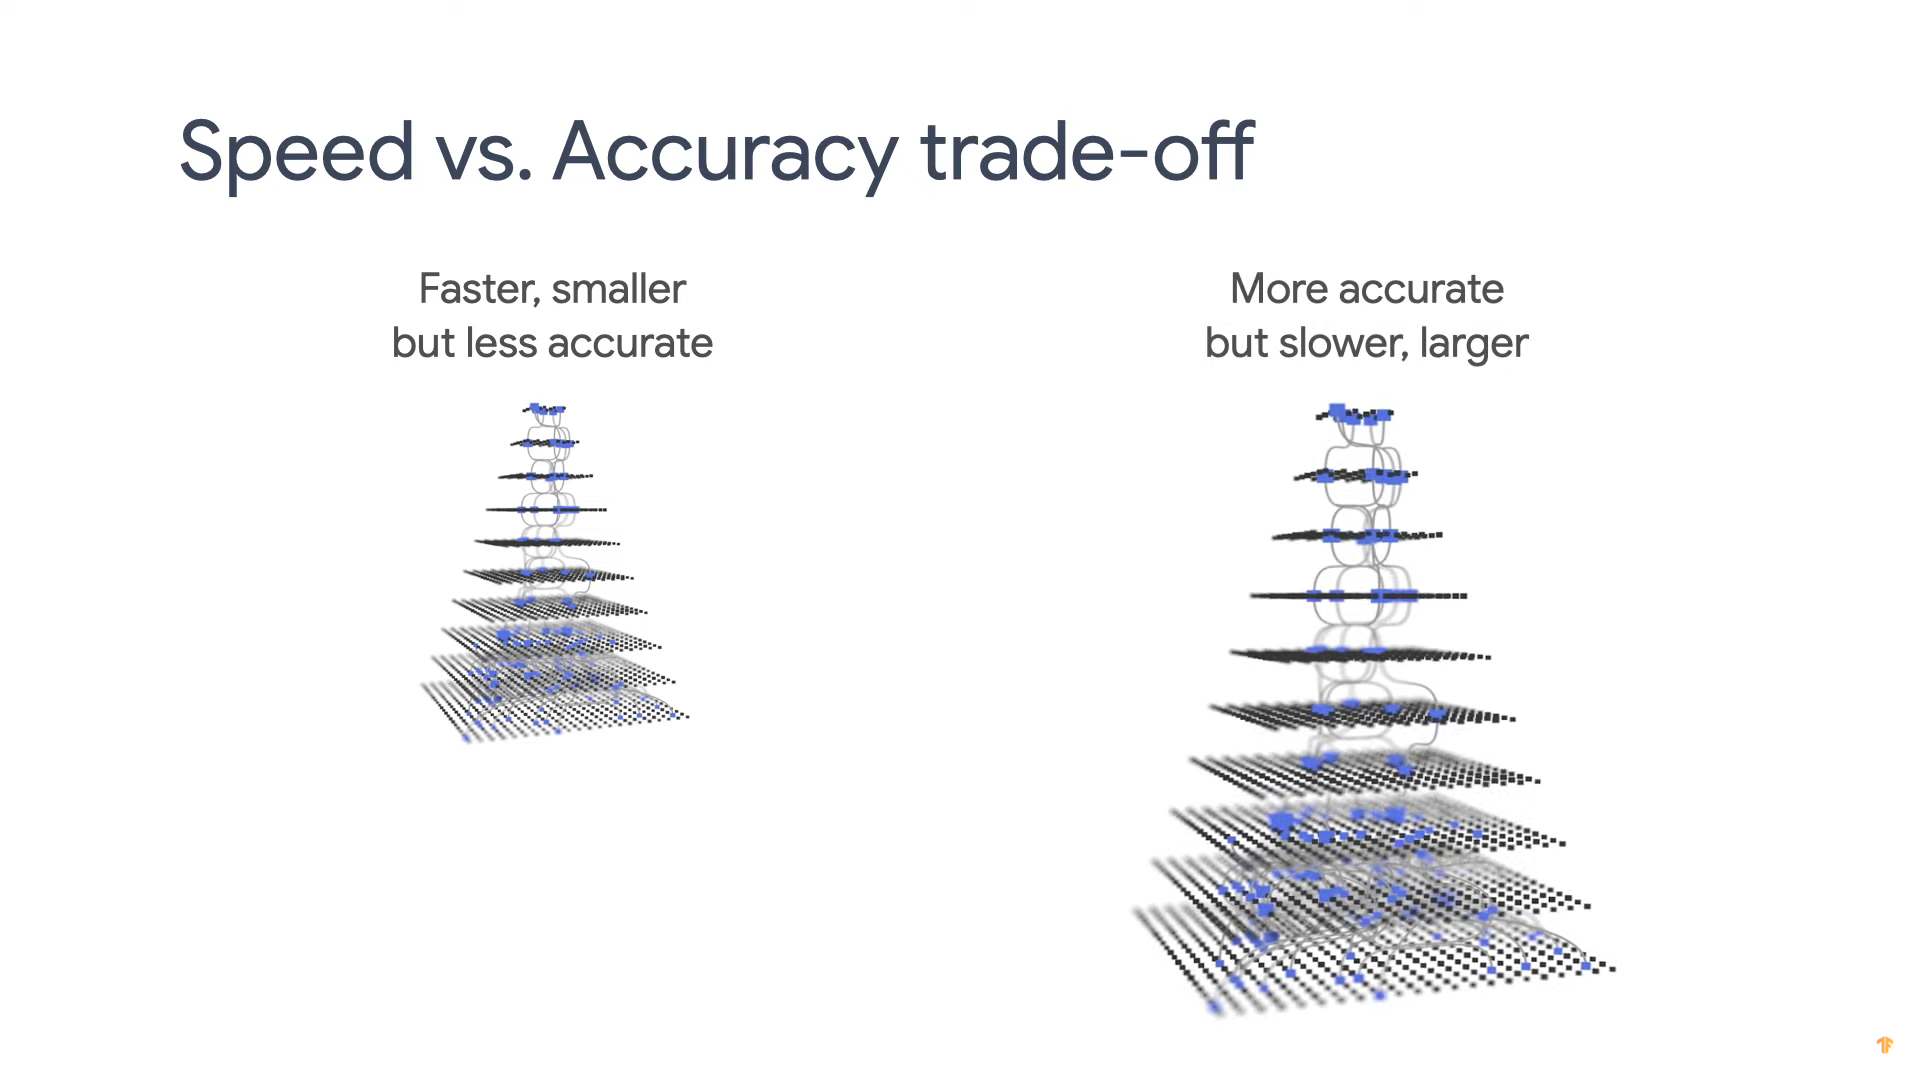 Speed vs. Accuracy trade-off
Faster, smaller
but less accurate
More accurate
but slower, larger